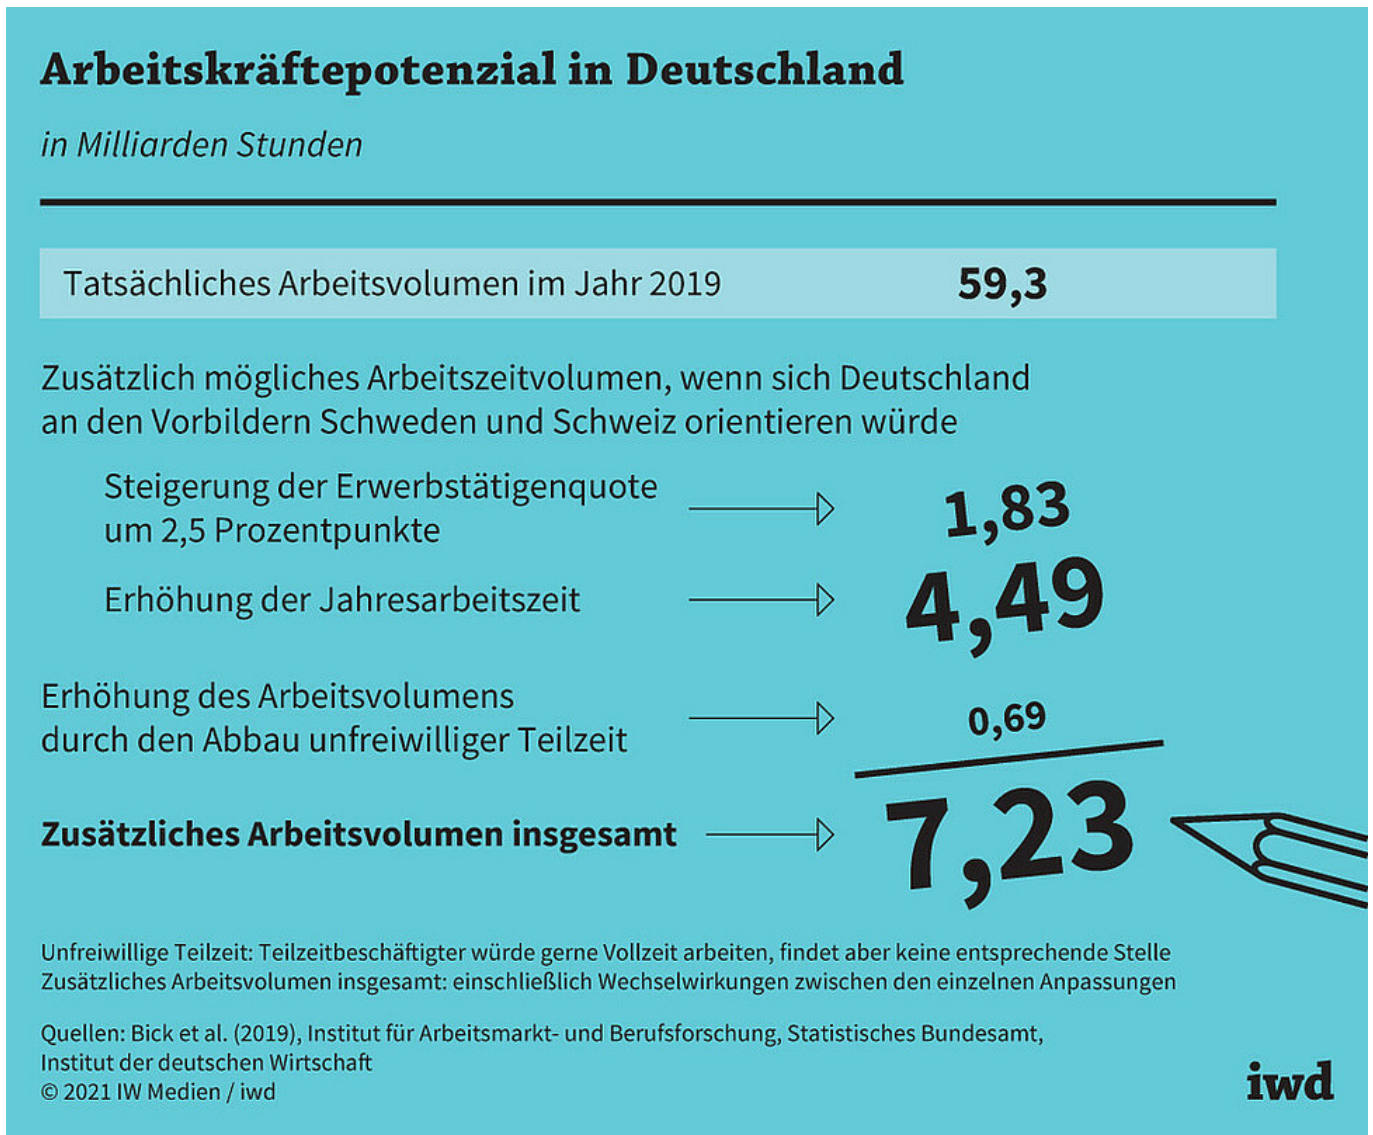 Arbeitskräftepotenzial in Deutschland
in Milliarden Stunden
Tatsächliches Arbeitsvolumen im Jahr 2019 59,3
Zusätzlich mögliches Arbeitszeitvolumen, wenn sich Deutschland
an den Vorbildern Schweden und Schweiz orientieren würde
Steigerung der Erwerbstätigenquote
um 2,5 Prozentpunkte
1,83
Erhöhung der Jahresarbeitszeit 4,49
Erhöhung des Arbeitsvolumens
durch den Abbau unfreiwilliger Teilzeit
0,69
Zusätzliches Arbeitsvolumen insgesamt 7,23
Unfreiwillige Teilzeit: Teilzeitbeschäftigter würde gerne Vollzeit arbeiten, findet aber keine entsprechende Stelle
Zusätzliches Arbeitsvolumen insgesamt: einschließlich Wechselwirkungen zwischen den einzelnen Anpassungen
Quellen: Bick et al. (2019), Institut für Arbeitsmarkt- und Berufsforschung, Statistisches Bundesamt,
Institut der deutschen Wirtschaft
© 2021 IW Medien / iwd
iwd